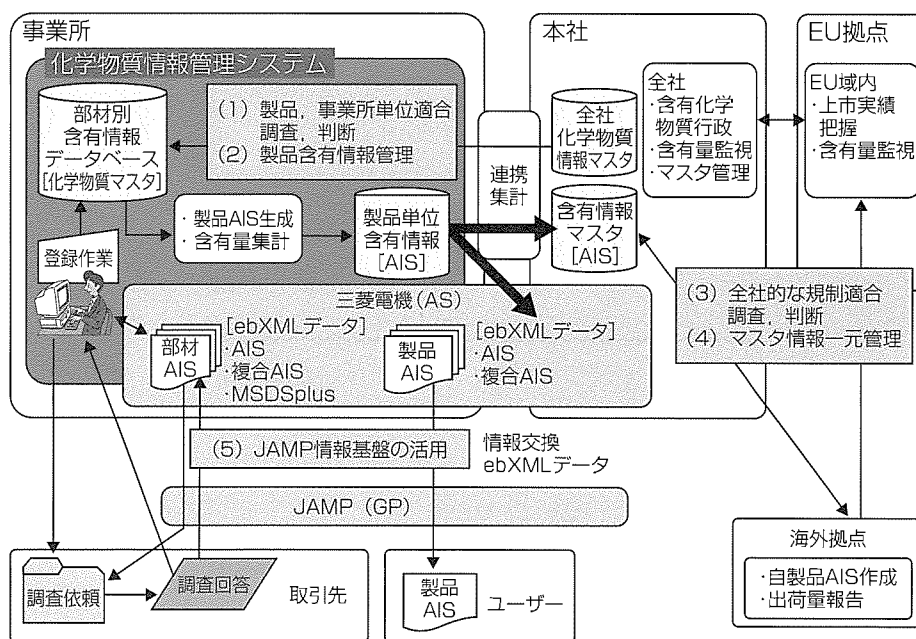 事業所
化学物質情報管理システム
部材別
含有情報
データベース
[化学物質マスタ]
(1) 製品，事業所単位適合
調査，判断
(2) 製品含有情報管理
登録作業
・製品AIS生成
・含有量集計
製品単位
含有情報
[AIS]
連携
集計
本社
全社
化学物質
情報マスタ
含有情報
マスタ
[AIS]
全社
・含有化学
物質行政
・含有量監視
・マスタ管理
EU拠点
EU域内
・上市実績
把握
・含有量監視
(3) 全社的な規制適合
調査，判断
(4) マスタ情報一元管理
三菱電機(AS)
部材
AIS
[ebXMLデータ]
・AIS
・複合AIS
・MSDSplus
製品
AIS
[ebXMLデータ]
・AIS
・複合AIS
(5) JAMP情報基盤の活用
情報交換
ebXMLデータ
JAMP (GP)
調査依頼
調査回答
取引先
製品
AIS
ユーザー
海外拠点
・自製品AIS作成
・出荷量報告